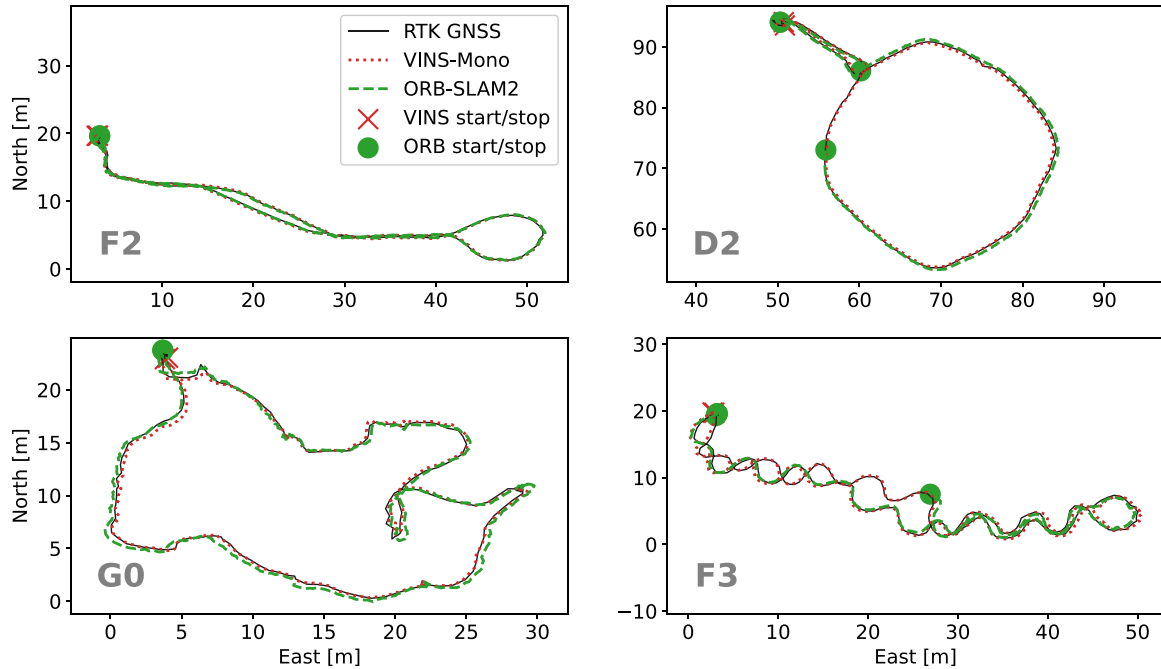 RTK GNSS
VINS-Mono
ORB-SLAM2
VINS start/stop
ORB start/stop
North [m]
30
20
10
0
F2
10 20 30 40 50
90
80
70
60
North [m]
D2
40 50 60 70 80 90
20
15
10
5
0
North [m]
G0
0 5 10 15 20 25 30
East [m]
30
20
10
0
−10
North [m]
F3
0 10 20 30 40 50
East [m]